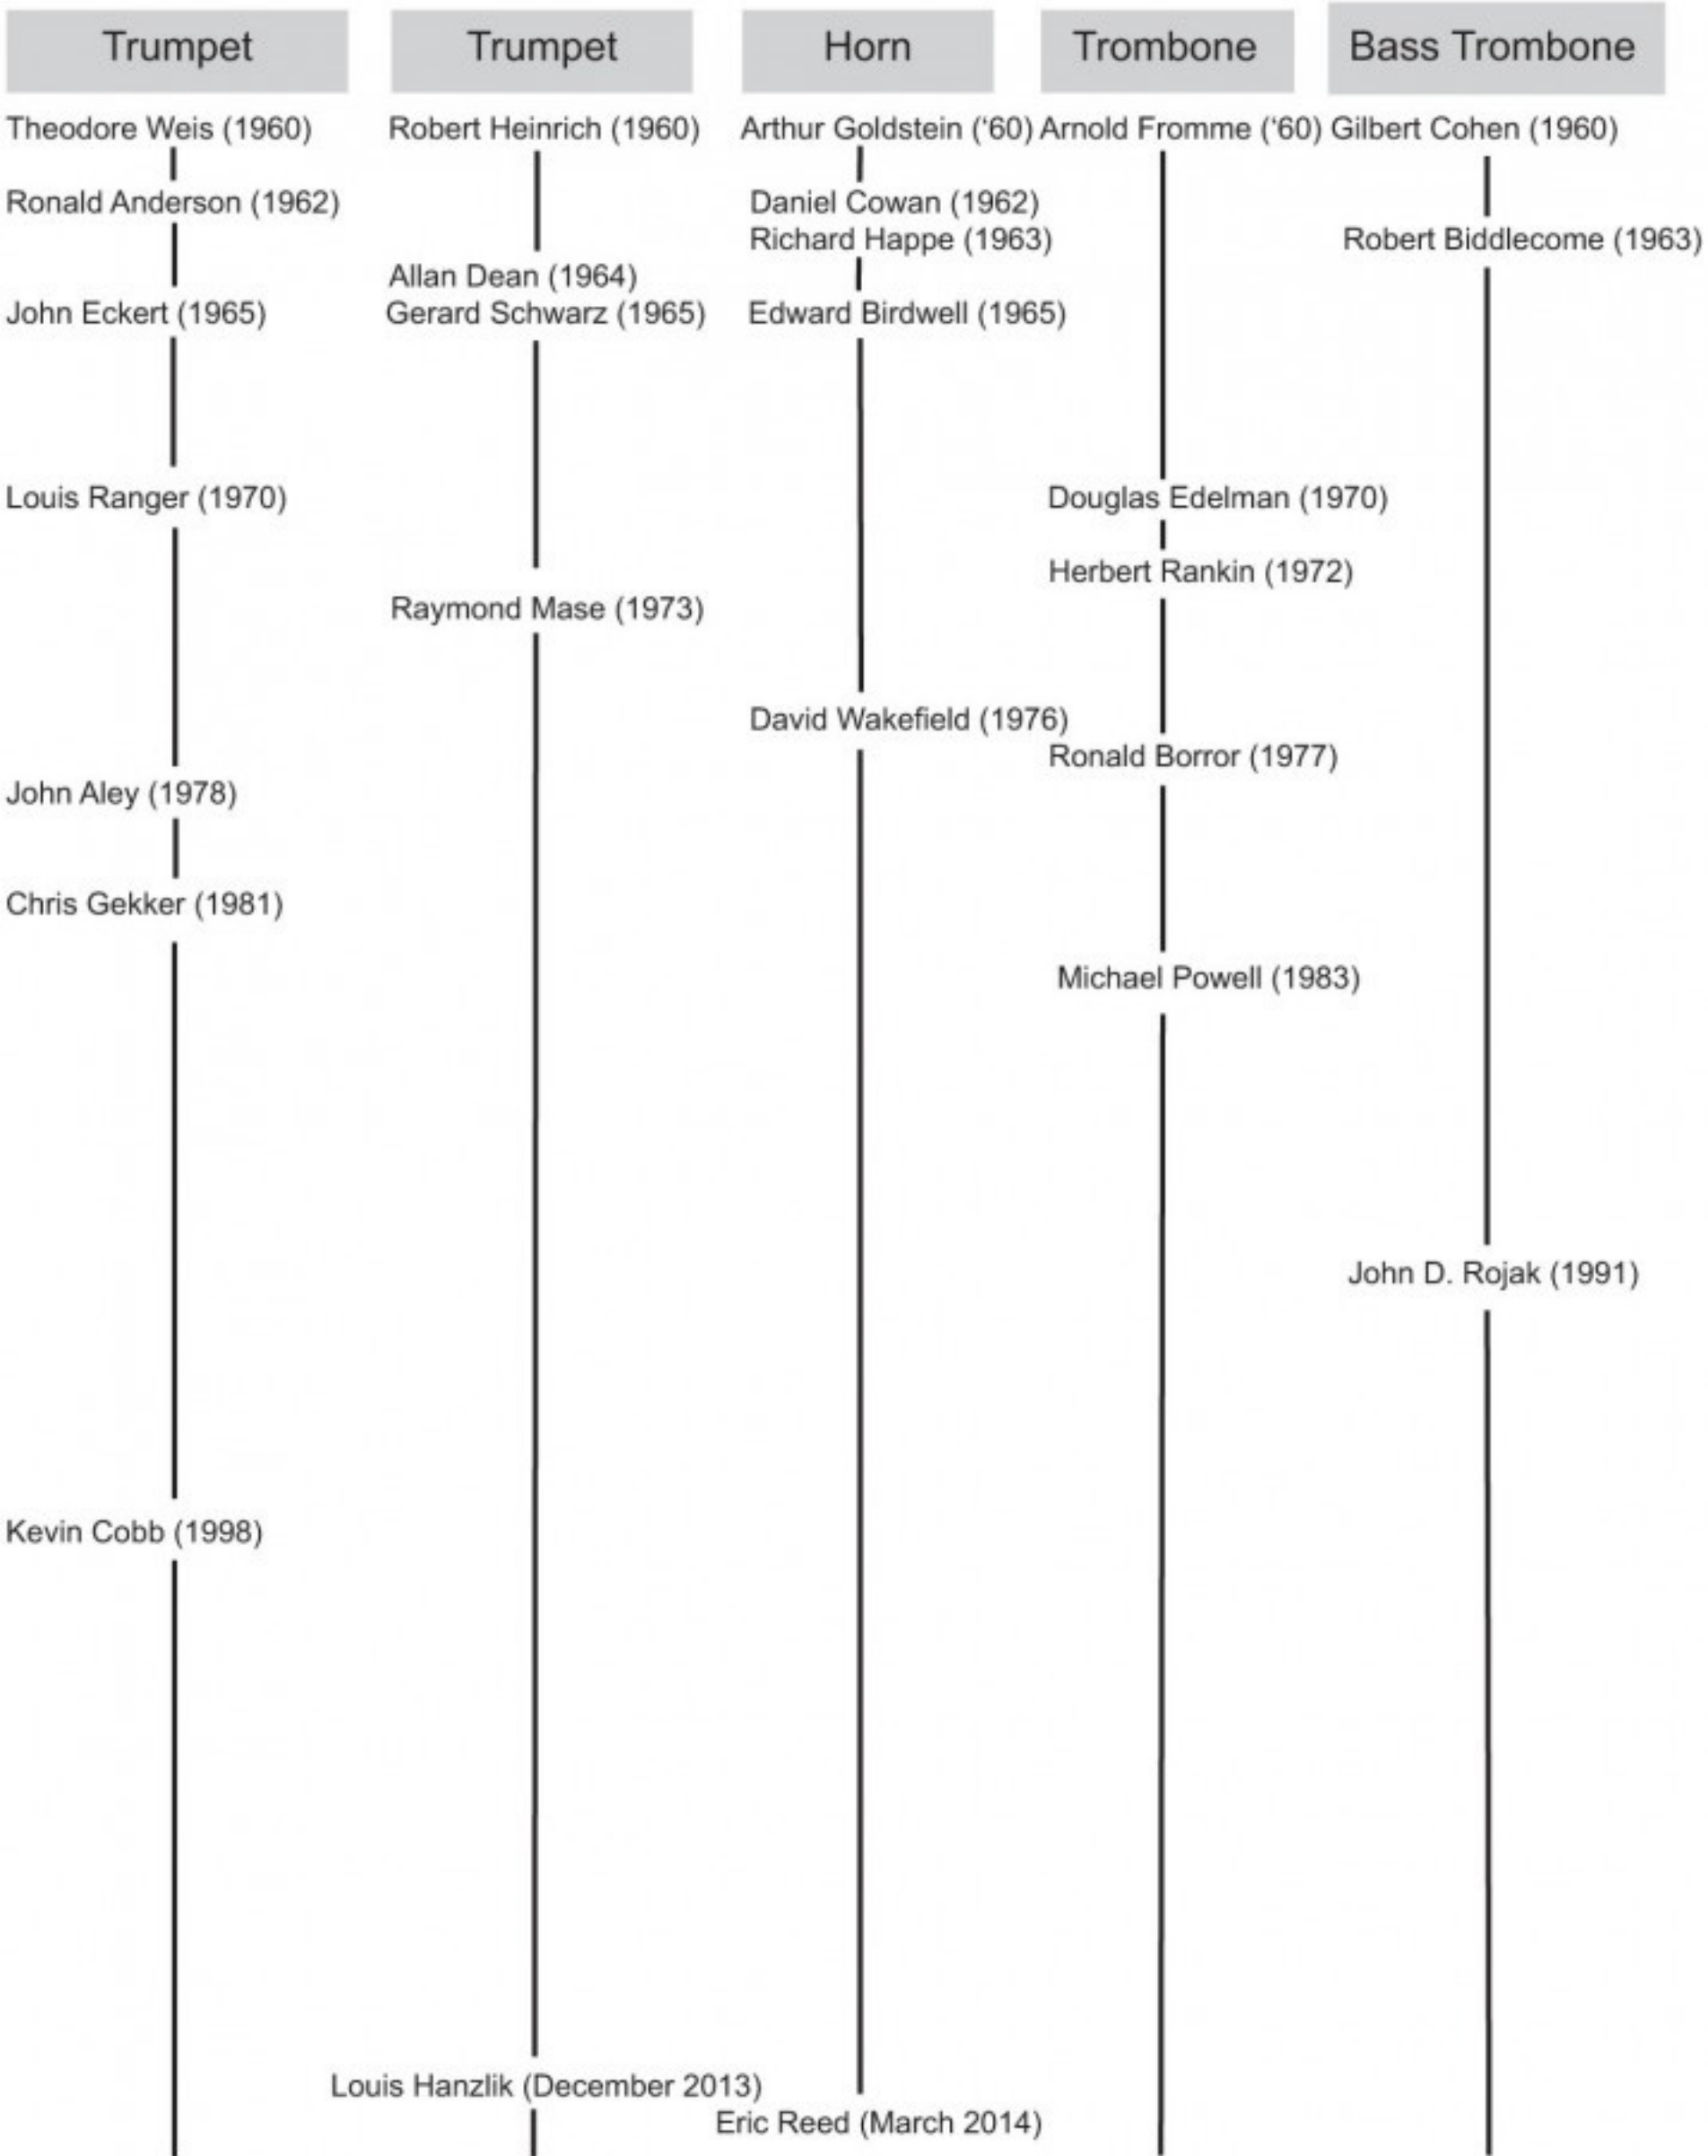 Trumpet Trumpet Horn Trombone Bass Trombone
Theodore Weis (1960) Robert Heinrich (1960) Arthur Goldstein (‘60) Arnold Fromme (‘60) Gilbert Cohen (1960)
Ronald Anderson (1962) Daniel Cowan (1962)
Richard Happe (1963) Robert Biddlecome (1963)
Allan Dean (1964)
John Eckert (1965) Gerard Schwarz (1965) Edward Birdwell (1965)
Louis Ranger (1970) Douglas Edelman (1970)
Herbert Rankin (1972)
Raymond Mase (1973)
David Wakefield (1976)
Ronald Borror (1977)
John Aley (1978)
Chris Gekker (1981)
Michael Powell (1983)
John D. Rojak (1991)
Kevin Cobb (1998)
Louis Hanzlik (December 2013)
Eric Reed (March 2014)